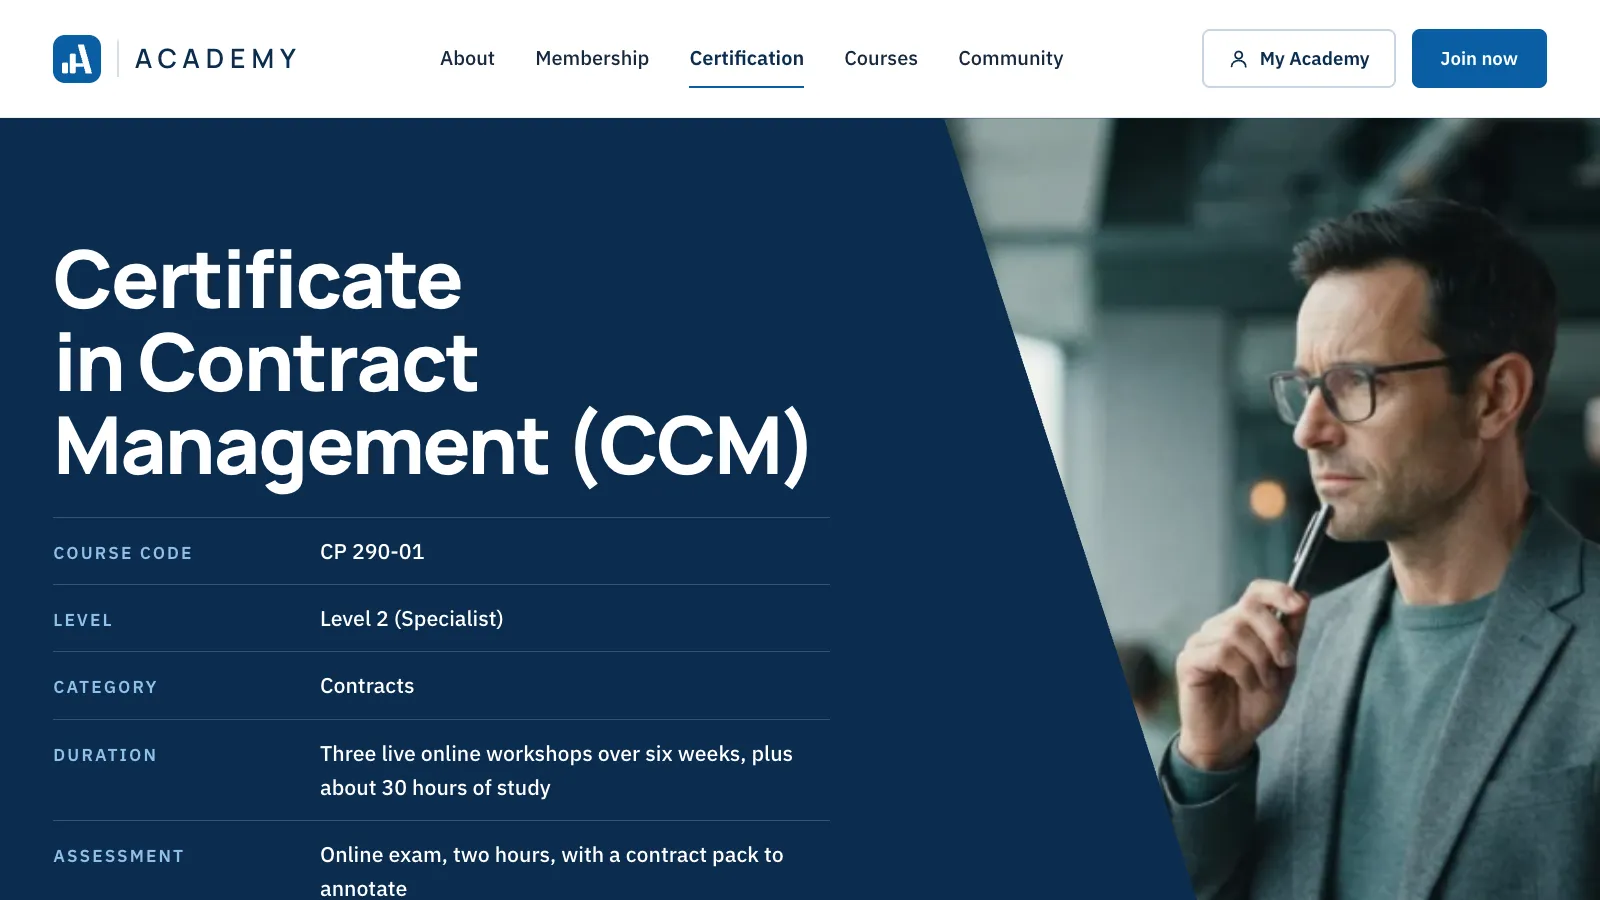 ACADEMY
About
Membership
Certification
Courses
Community
My Academy
Join now
Certificate
in Contract
Management (CCM)
COURSE CODE
CP 290-01
LEVEL
Level 2 (Specialist)
CATEGORY
Contracts
DURATION
Three live online workshops over six weeks, plus
about 30 hours of study
ASSESSMENT
Online exam, two hours, with a contract pack to
annotate